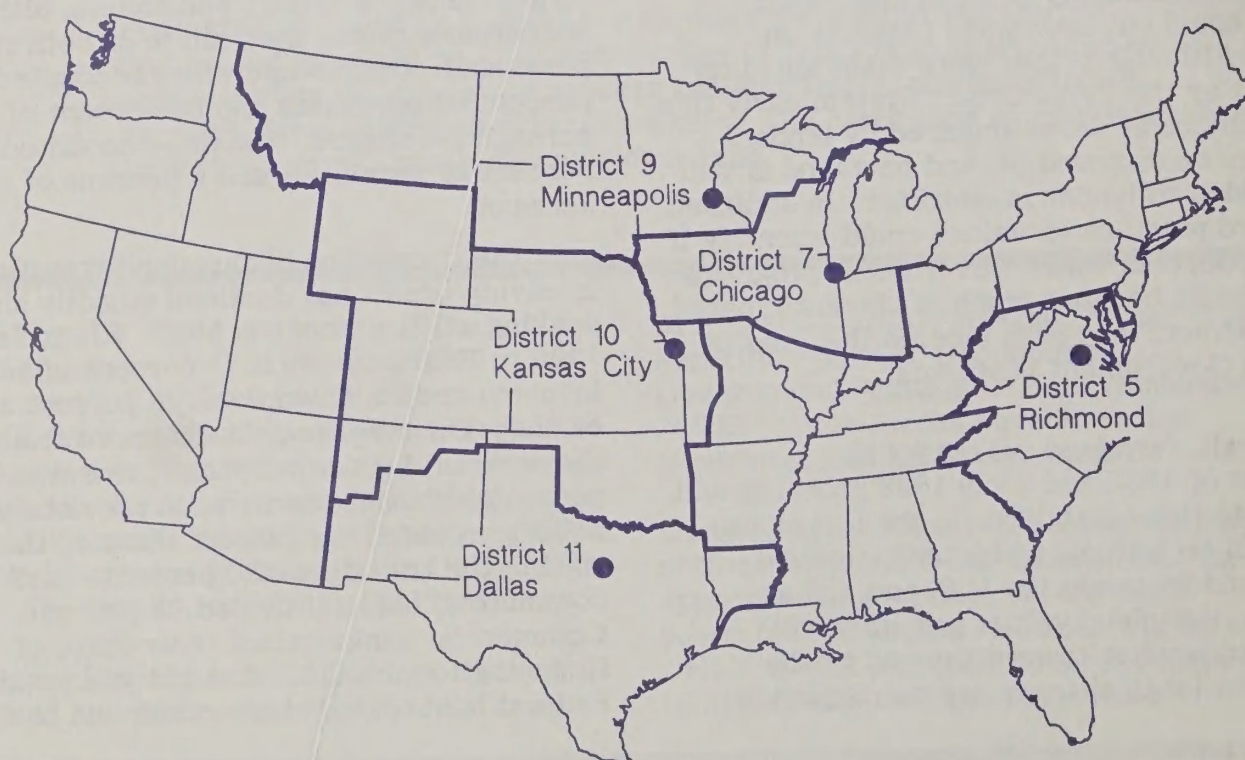 District 9
Minneapolis
District 7
Chicago
District 10
Kansas City
District 5
Richmond
District 11
Dallas